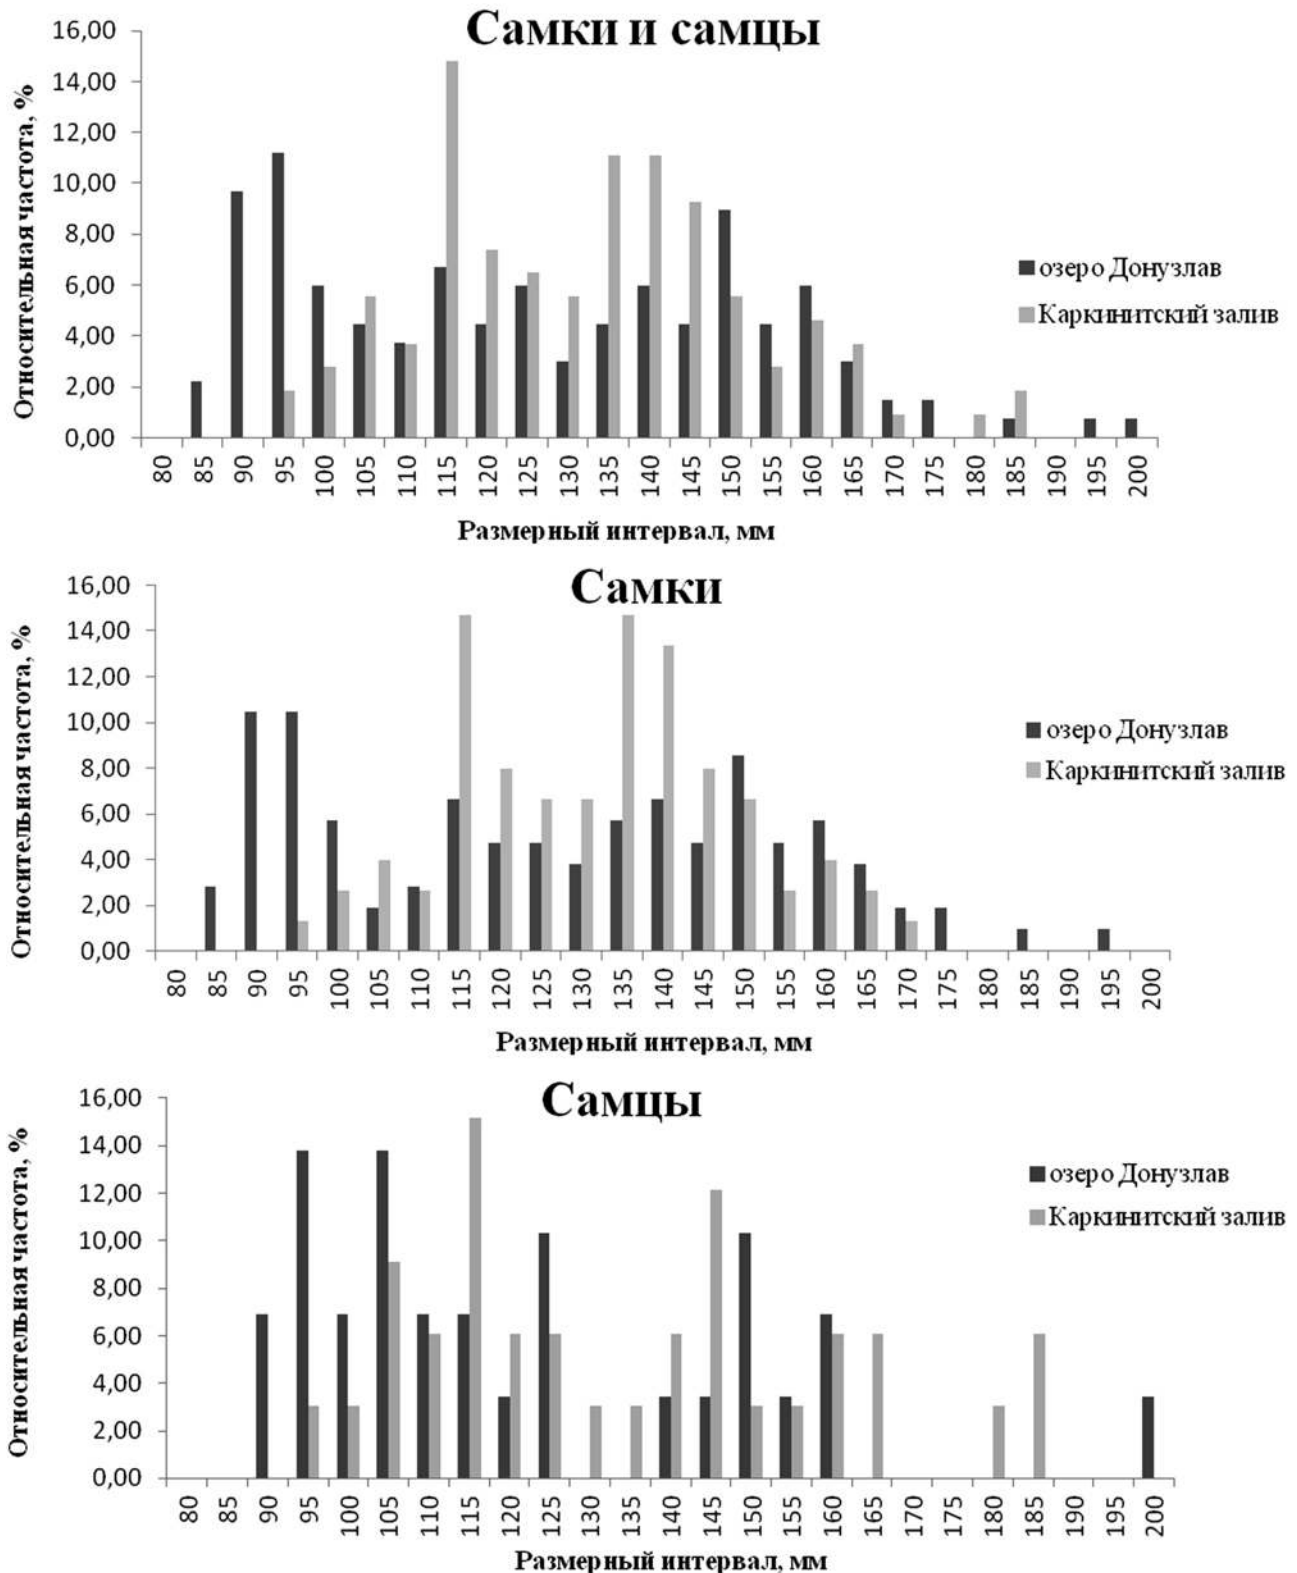 Самки и самцы
Относительная частота, %
16,00
14,00
12,00
10,00
8,00
6,00
4,00
2,00
0,00
80 85 90 95 100 105 110 115 120 125 130 135 140 145 150 155 160 165 170 175 180 185 190 195 200
Размерный интервал, мм
озеро Донузлав
Каркинитский залив
Самки
Относительная частота, %
16,00
14,00
12,00
10,00
8,00
6,00
4,00
2,00
0,00
80 85 90 95 100 105 110 115 120 125 130 135 140 145 150 155 160 165 170 175 180 185 190 195 200
Размерный интервал, мм
озеро Донузлав
Каркинитский залив
Самцы
Относительная частота, %
16,00
14,00
12,00
10,00
8,00
6,00
4,00
2,00
0,00
80 85 90 95 100 105 110 115 120 125 130 135 140 145 150 155 160 165 170 175 180 185 190 195 200
Размерный интервал, мм
озеро Донузлав
Каркинитский залив